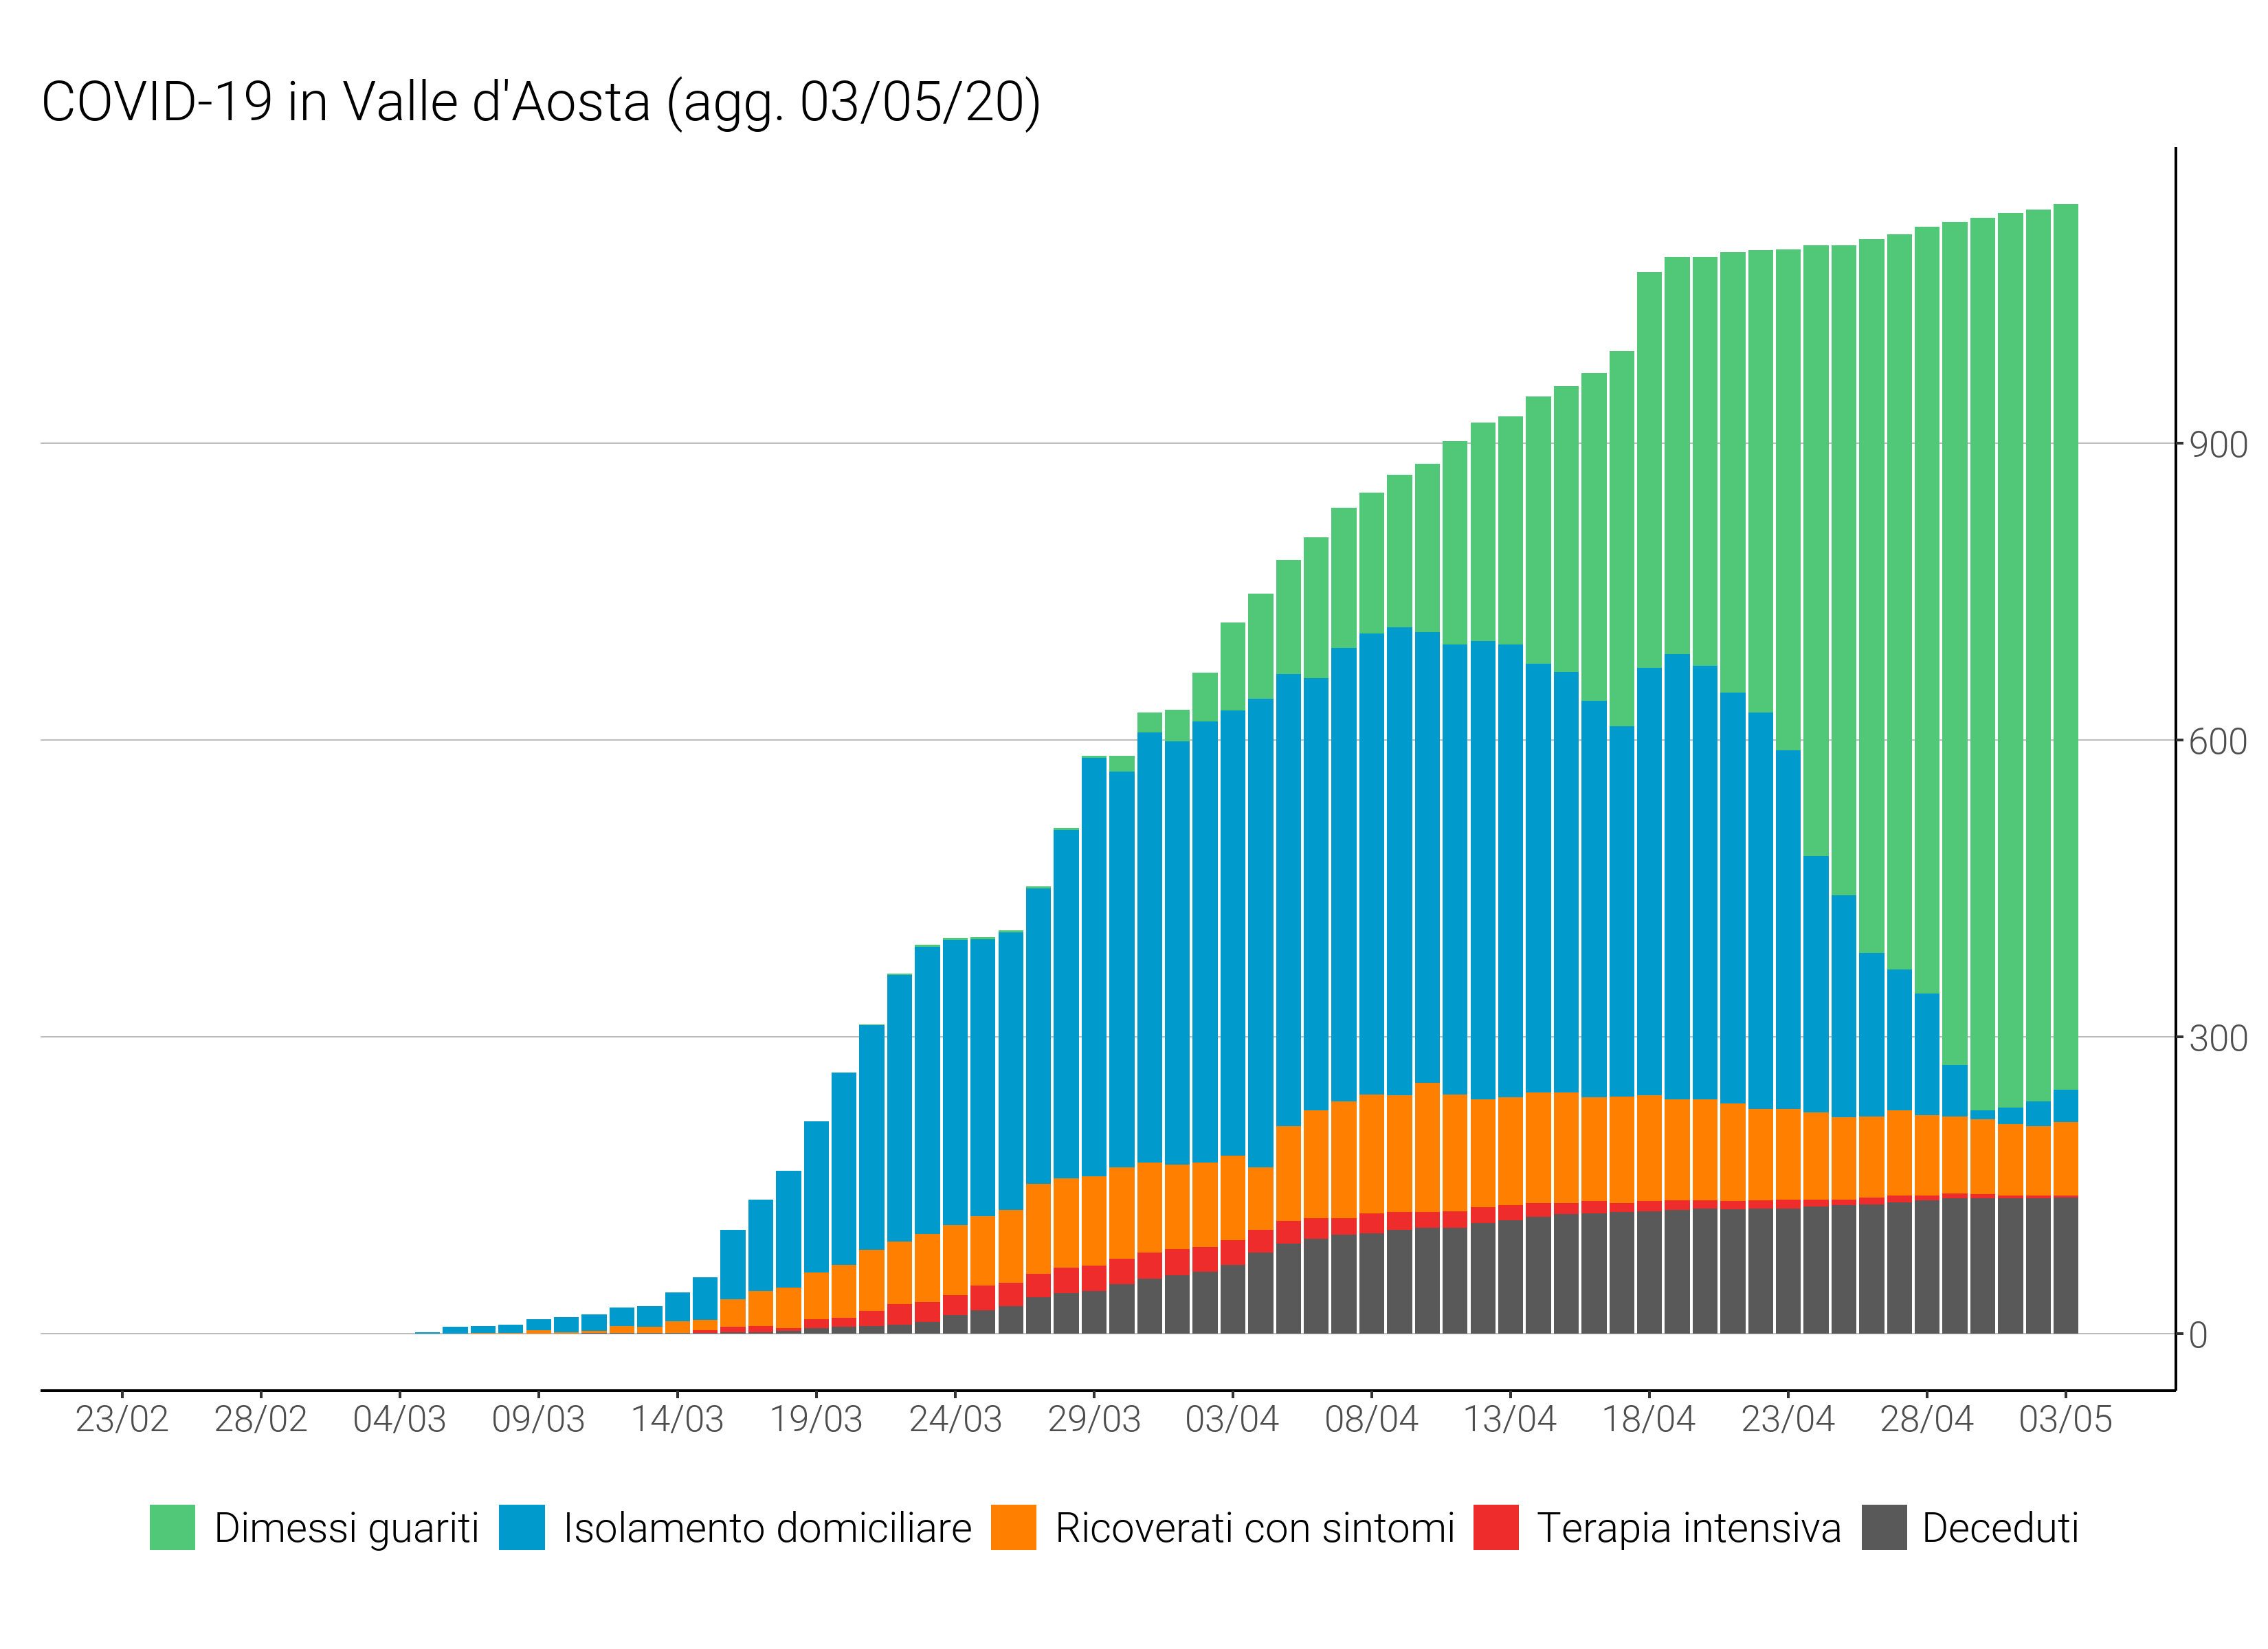 COVID-19 in Valle d'Aosta (agg. 03/05/20)
900
600
300
0
23/02 28/02 04/03 09/03 14/03 19/03 24/03 29/03 03/04 08/04 13/04 18/04 23/04 28/04 03/05
Dimessi guariti Isolamento domiciliare Ricoverati con sintomi Terapia intensiva Deceduti